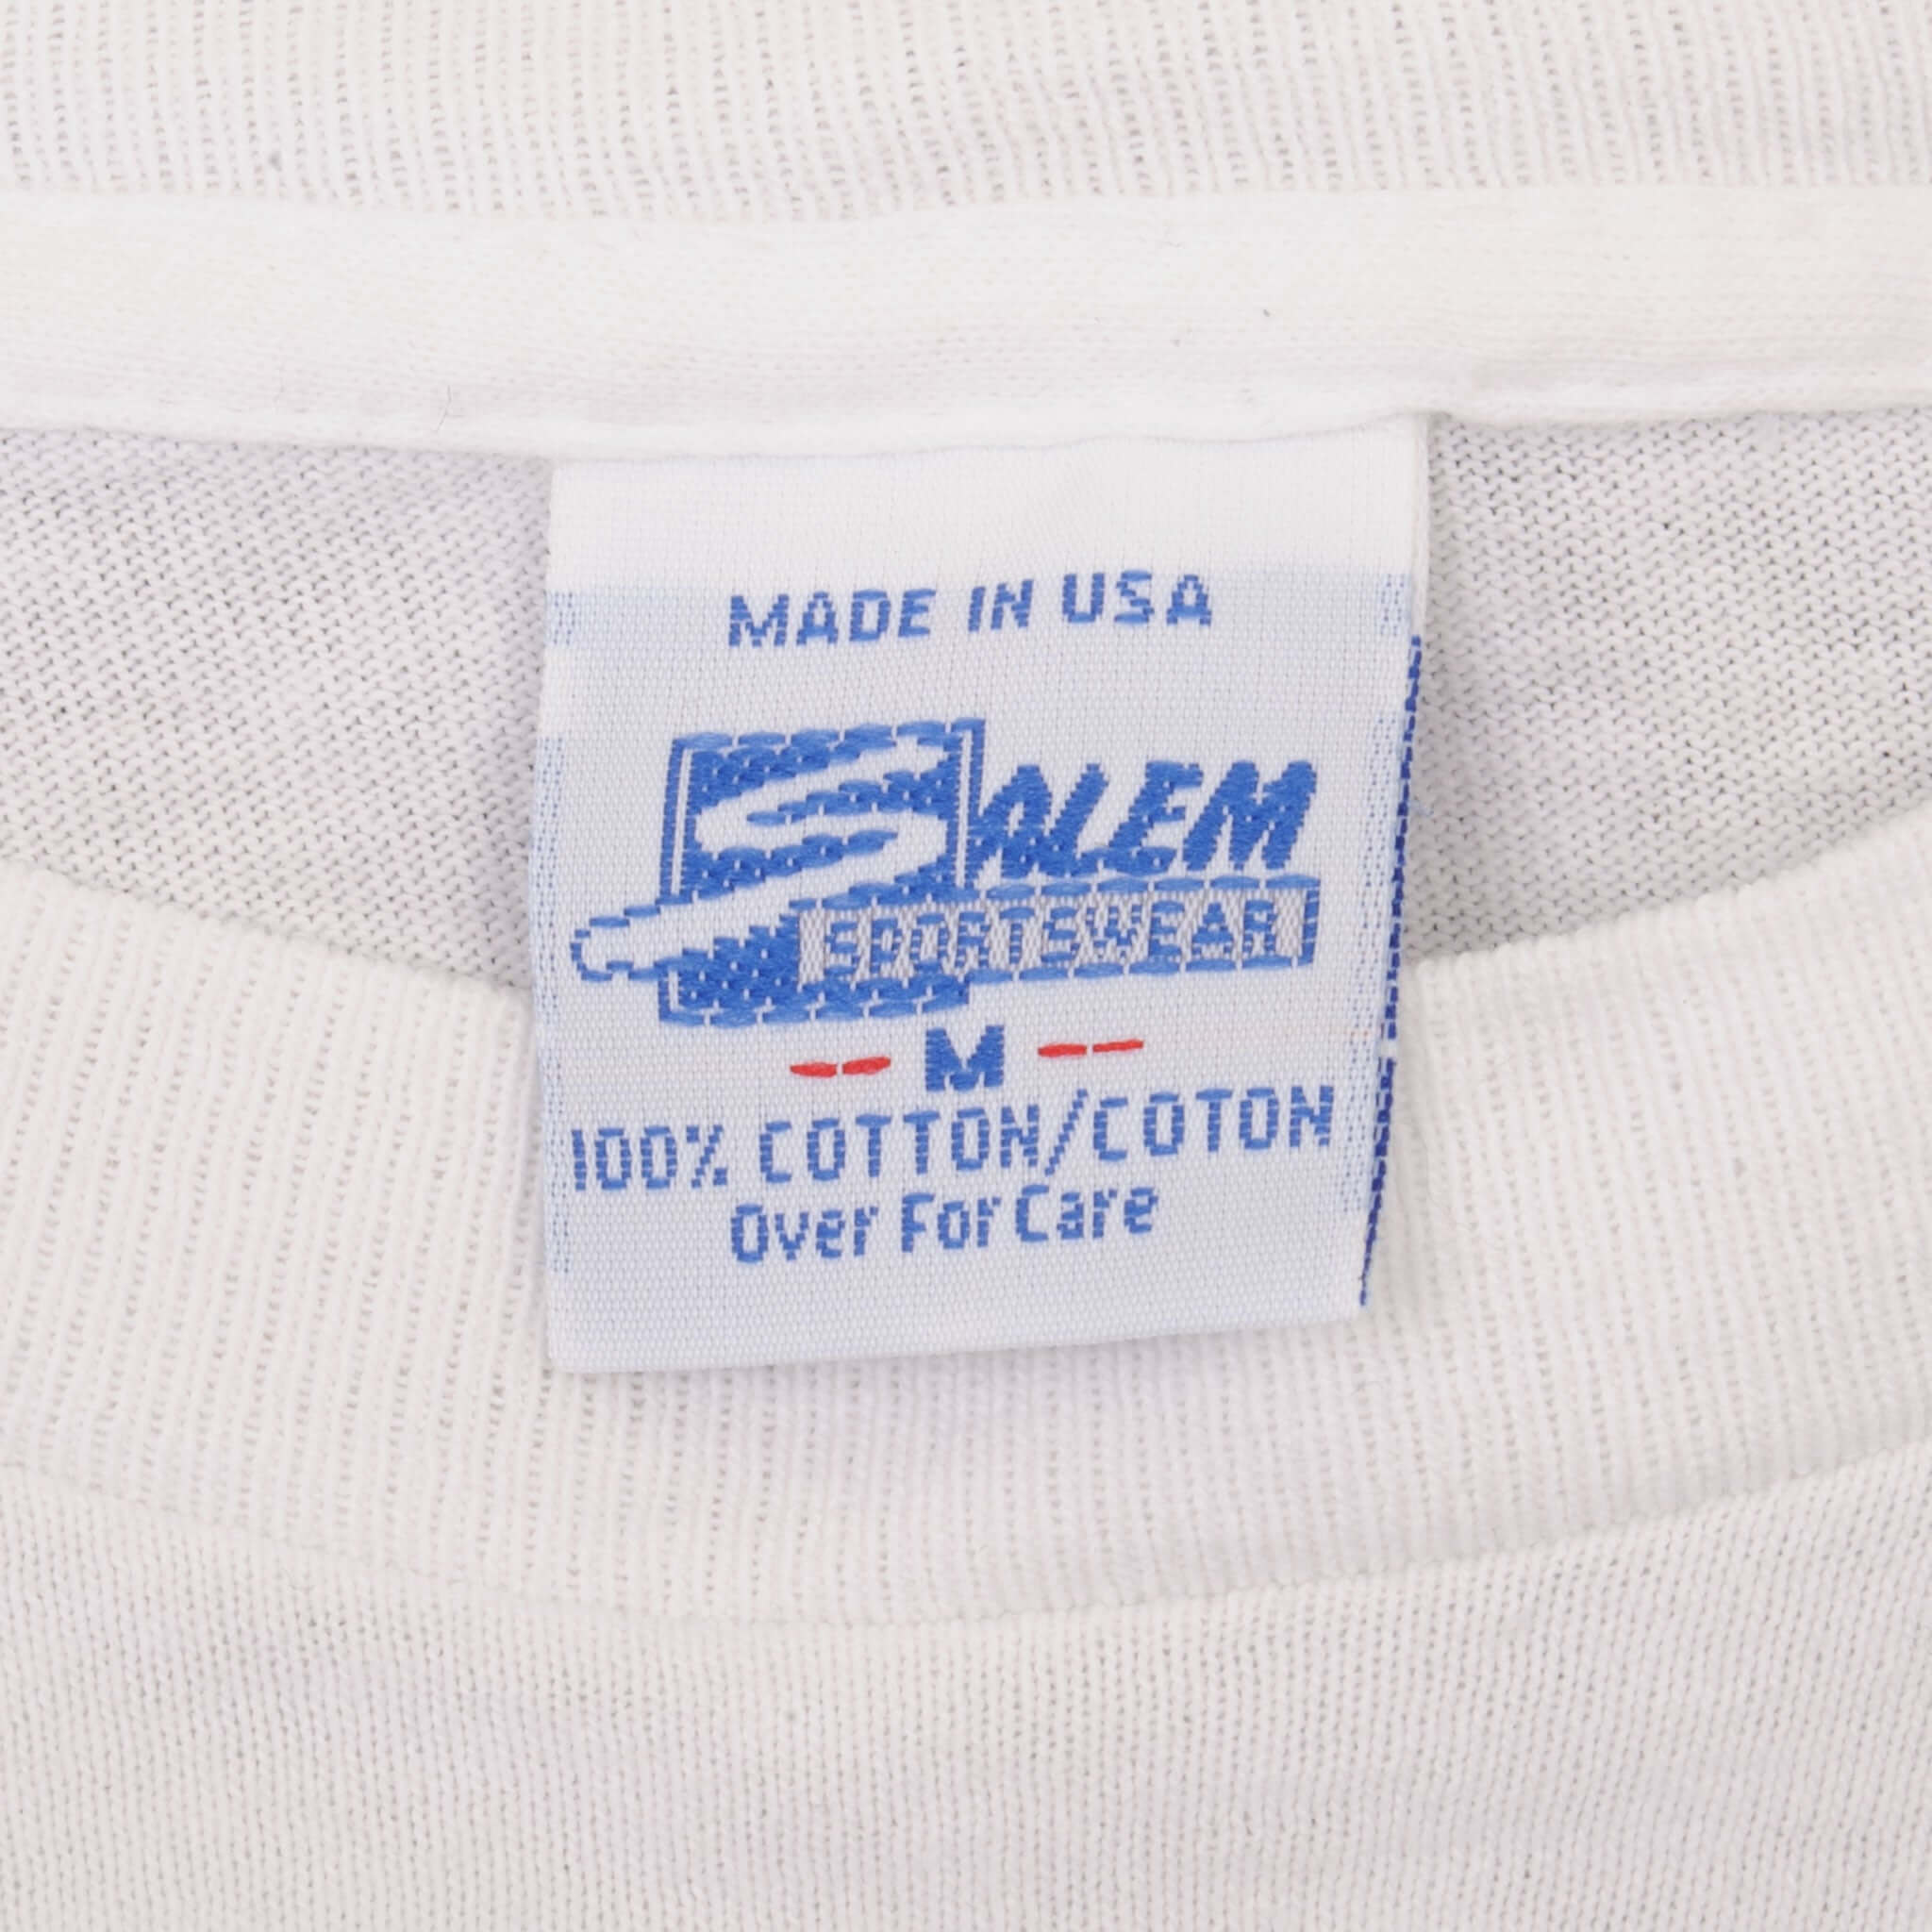 MADE IN USA
SALEM
SPORTSWEAR
-- M --
100% COTTON/COTON
Over For Care